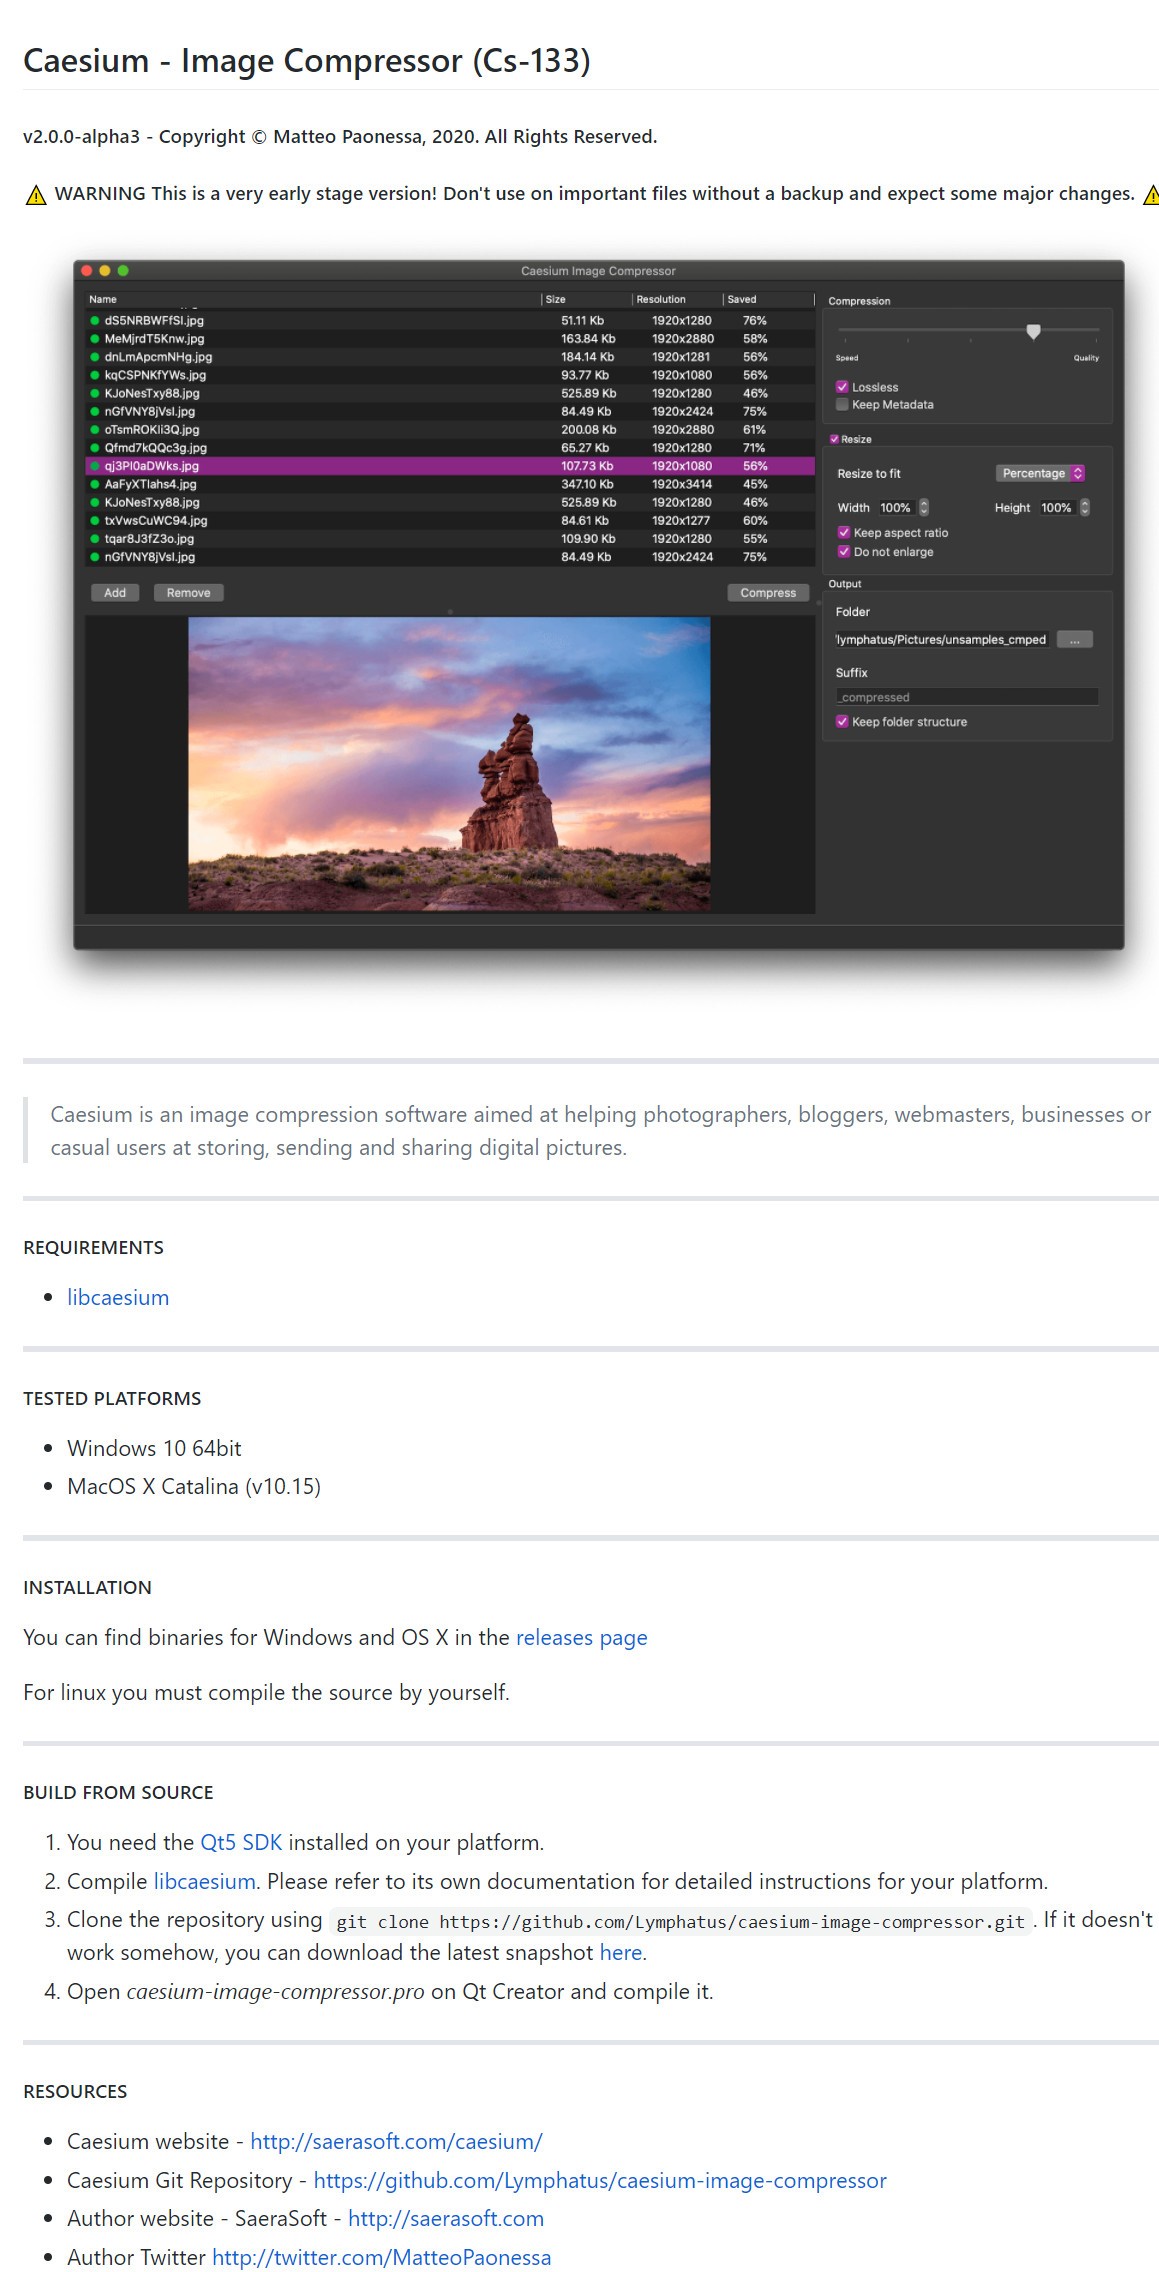 Caesium - Image Compressor (Cs-133)
v2.0.0-alpha3 - Copyright © Matteo Paonessa, 2020. All Rights Reserved.
⚠ WARNING This is a very early stage version! Don't use on important files without a backup and expect some major changes. ⚠
Caesium Image Compressor
Name Size Resolution Saved
dS5NRBWFfSI.jpg 51.11 Kb 1920x1280 76%
MeMjrdT5Knw.jpg 163.84 Kb 1920x2880 58%
dnLmApcmNHg.jpg 184.14 Kb 1920x1281 56%
kqCSPNKfYWs.jpg 93.77 Kb 1920x1080 56%
KJoNesTxy88.jpg 525.89 Kb 1920x1280 46%
nGfVNY8jVsI.jpg 84.49 Kb 1920x2424 75%
oTsmROKIi3Q.jpg 200.08 Kb 1920x2880 61%
Qfmd7kQQc3g.jpg 65.27 Kb 1920x1280 71%
qj3PI0aDWks.jpg 107.73 Kb 1920x1080 56%
AaFyXTIahs4.jpg 347.10 Kb 1920x3414 45%
KJoNesTxy88.jpg 525.89 Kb 1920x1280 46%
txVwsCuWC94.jpg 84.61 Kb 1920x1277 60%
tqar8J3fZ3o.jpg 109.90 Kb 1920x1280 55%
nGfVNY8jVsI.jpg 84.49 Kb 1920x2424 75%
Add Remove Compress
Compression
Speed Quality
Lossless
Keep Metadata
Resize
Resize to fit Percentage
Width 100% Height 100%
Keep aspect ratio
Do not enlarge
Output
Folder
lymphatus/Pictures/unsamples_cmped ...
Suffix
_compressed
Keep folder structure
Caesium is an image compression software aimed at helping photographers, bloggers, webmasters, businesses or
casual users at storing, sending and sharing digital pictures.
REQUIREMENTS
• libcaesium
TESTED PLATFORMS
• Windows 10 64bit
• MacOS X Catalina (v10.15)
INSTALLATION
You can find binaries for Windows and OS X in the releases page
For linux you must compile the source by yourself.
BUILD FROM SOURCE
1. You need the Qt5 SDK installed on your platform.
2. Compile libcaesium. Please refer to its own documentation for detailed instructions for your platform.
3. Clone the repository using git clone https://github.com/Lymphatus/caesium-image-compressor.git. If it doesn't
work somehow, you can download the latest snapshot here.
4. Open caesium-image-compressor.pro on Qt Creator and compile it.
RESOURCES
• Caesium website - http://saerasoft.com/caesium/
• Caesium Git Repository - https://github.com/Lymphatus/caesium-image-compressor
• Author website - SaeraSoft - http://saerasoft.com
• Author Twitter http://twitter.com/MatteoPaonessa